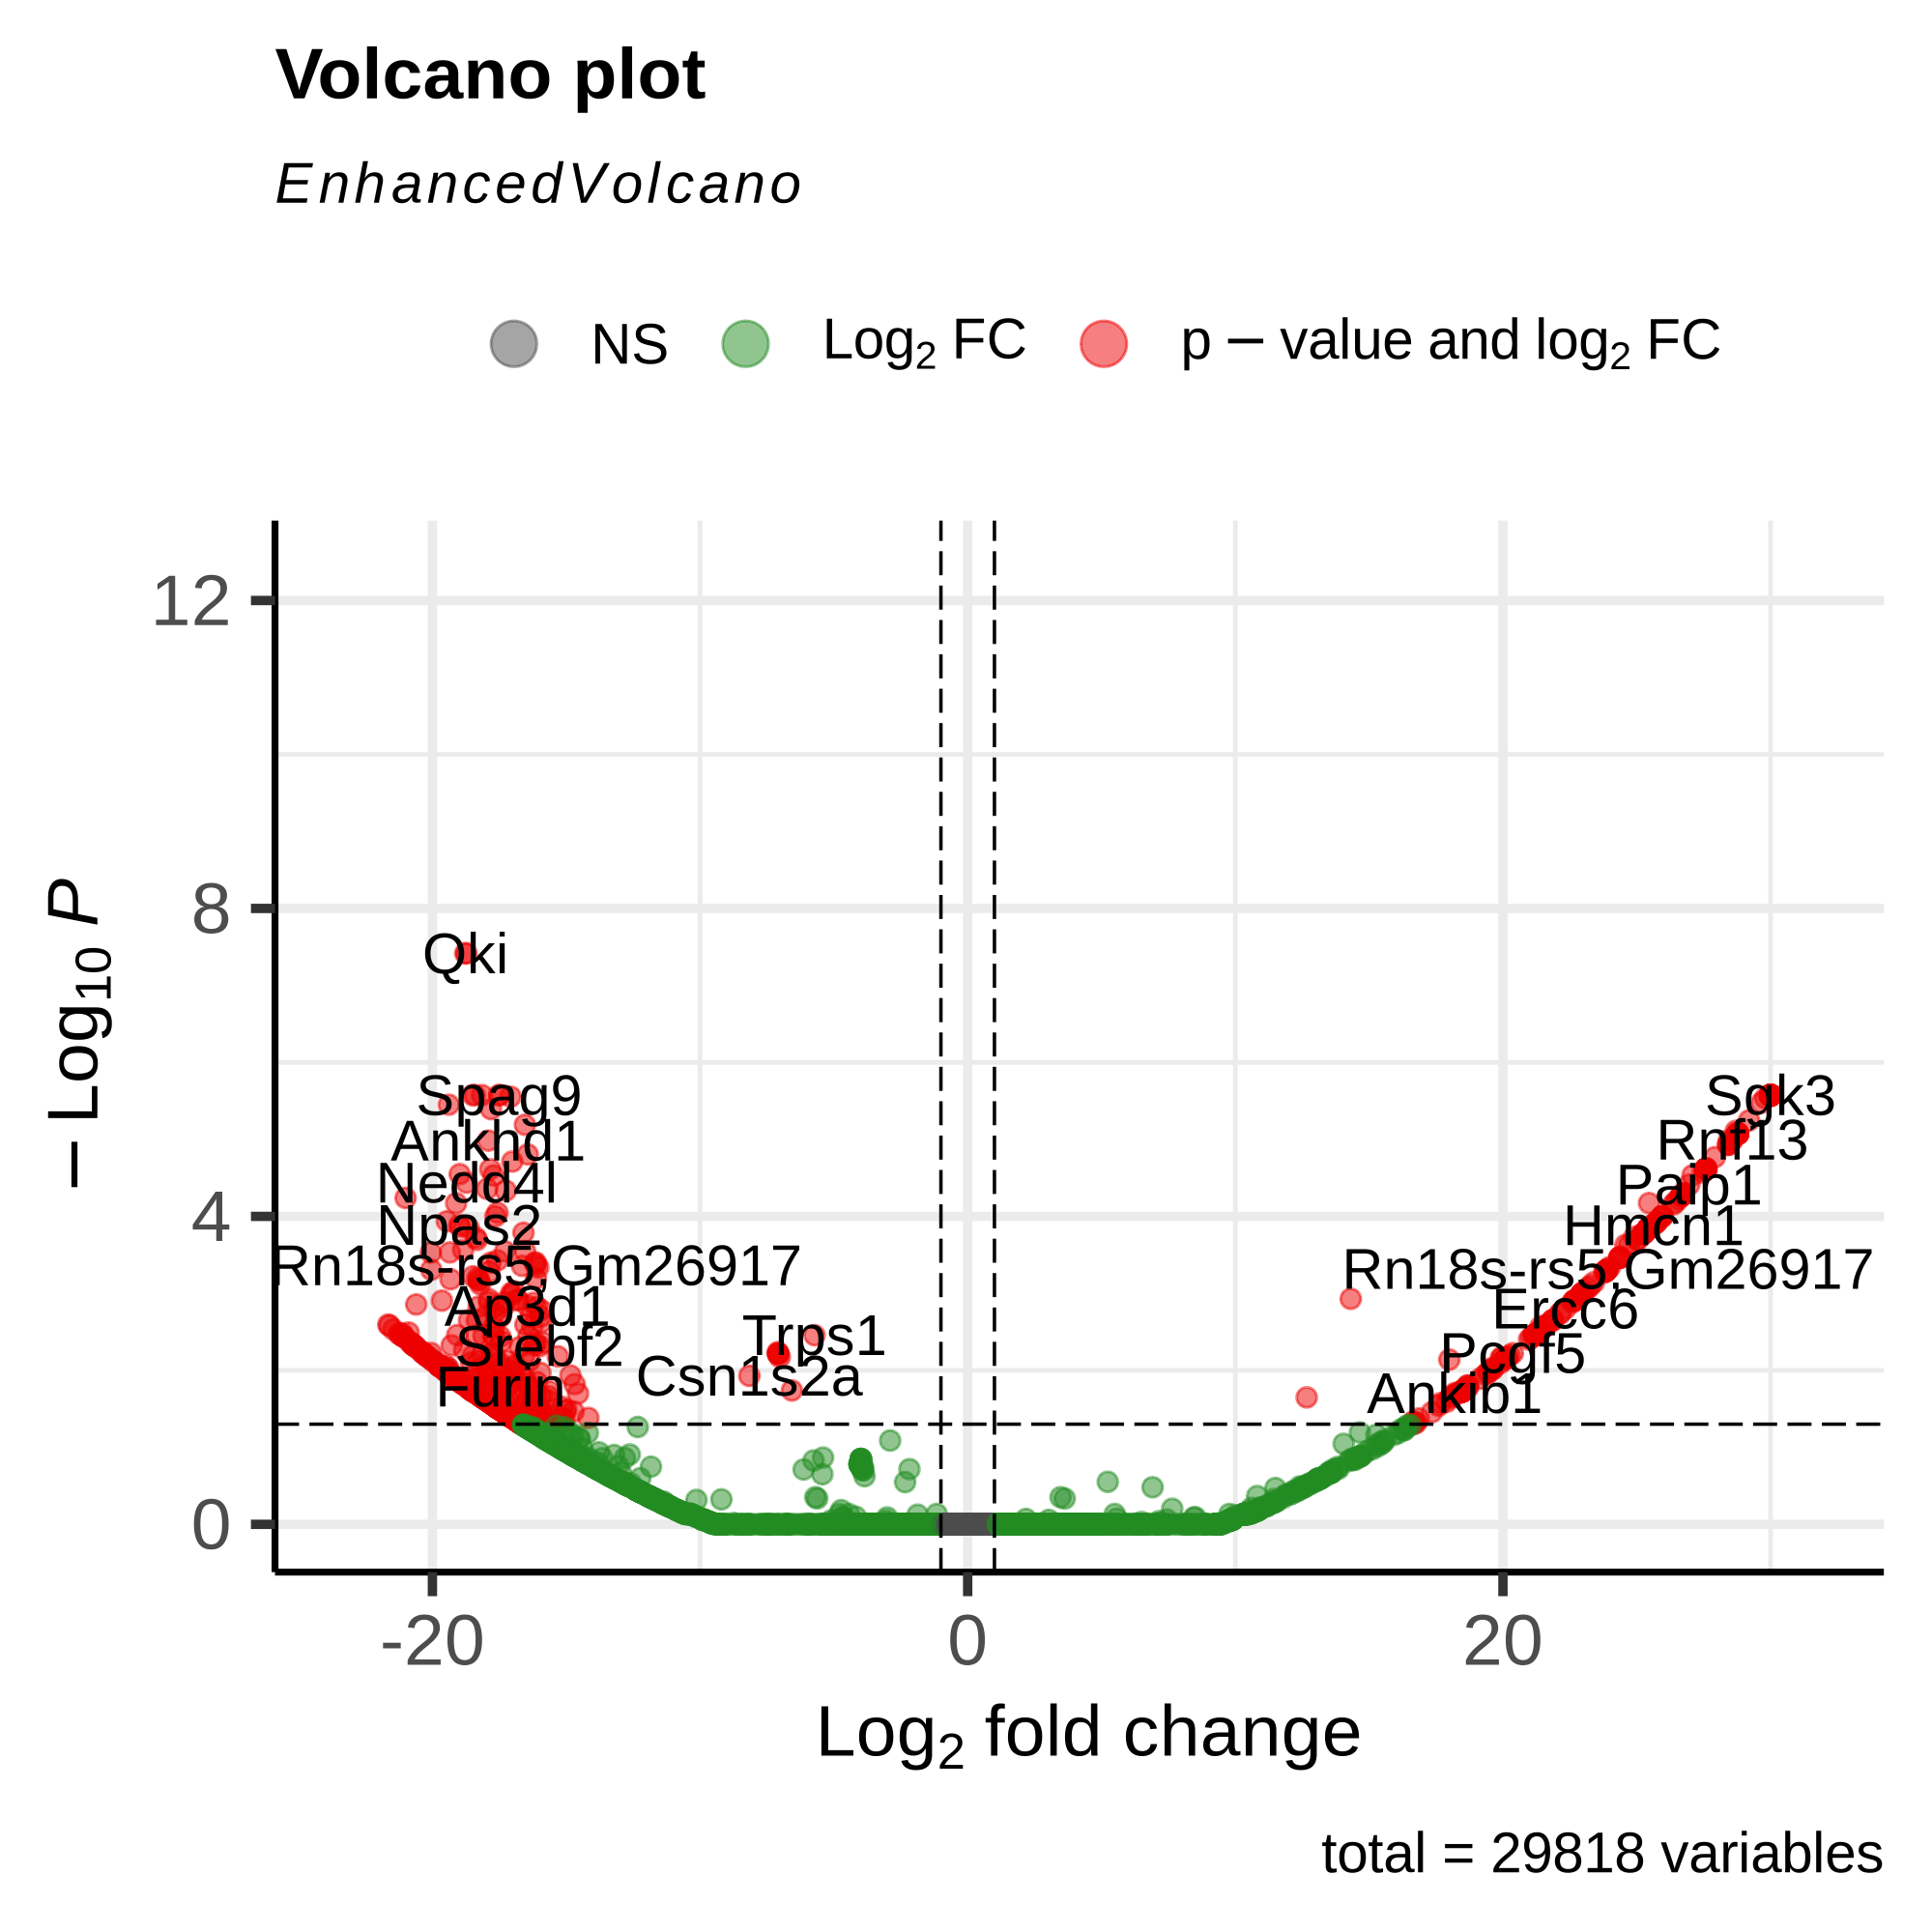 Volcano plot
EnhancedVolcano
NS Log2 FC p − value and log2 FC
12
8
4
0
− Log10 P
Qki
Spag9
Sgk3
Ankhd1
Rnf13
Nedd4l
Paip1
Npas2
Hmcn1
Rn18s-rs5,Gm26917
Rn18s-rs5,Gm26917
Ap3d1
Ercc6
Trps1
Srebf2
Pcgf5
Csn1s2a
Furin
Ankib1
-20 0 20
Log2 fold change
total = 29818 variables